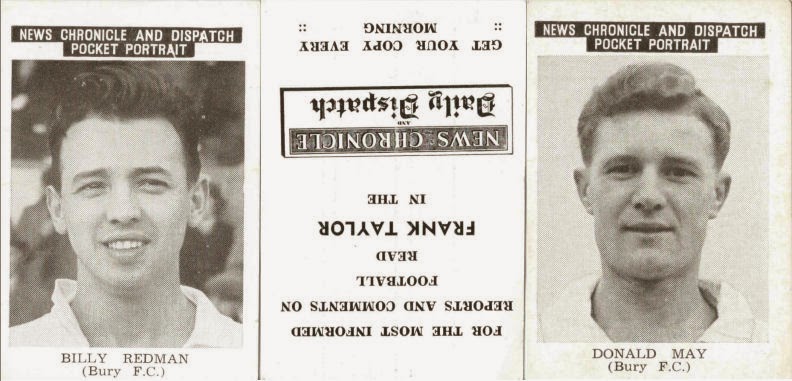 NEWS CHRONICLE AND DISPATCH
POCKET PORTRAIT
BILLY REDMAN
(Bury F.C.)
FOR THE MOST INFORMED
REPORTS AND COMMENTS ON
FOOTBALL
READ
FRANK TAYLOR
IN THE
NEWS CHRONICLE
AND
Daily Dispatch
GET YOUR COPY EVERY
:: MORNING ::
NEWS CHRONICLE AND DISPATCH
POCKET PORTRAIT
DONALD MAY
(Bury F.C.)